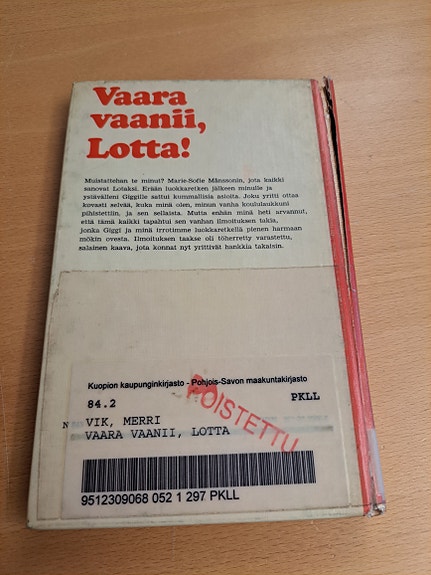 Vaara
vaanii,
Lotta!
Muistattehan te minut? Marie-Sofie Månssonin, jota kaikki
sanovat Lotaksi. Erään luokkaretken jälkeen minulle ja
ystävälleni Giggille sattui kummallisia asioita. Joku yritti ottaa
kovasti selvää, kuka minä olen, minun vanha koululaukkuni
pihistettiin, ja sen sellaista. Mutta enhän minä heti arvannut,
että tämä kaikki tapahtui sen vanhan ilmoituksen takia,
jonka Giggi ja minä irrotimme luokkaretkellä pienen harmaan
mökin ovesta. Ilmoituksen taakse oli töherretty varastettu,
salainen kaava, jota konnat nyt yrittivät hankkia takaisin.
Kuopion kaupunginkirjasto - Pohjois-Savon maakuntakirjasto
84.2 PKLL
POISTETTU
N VIK, MERRI
VAARA VAANII, LOTTA
9512309068 052 1 297 PKLL